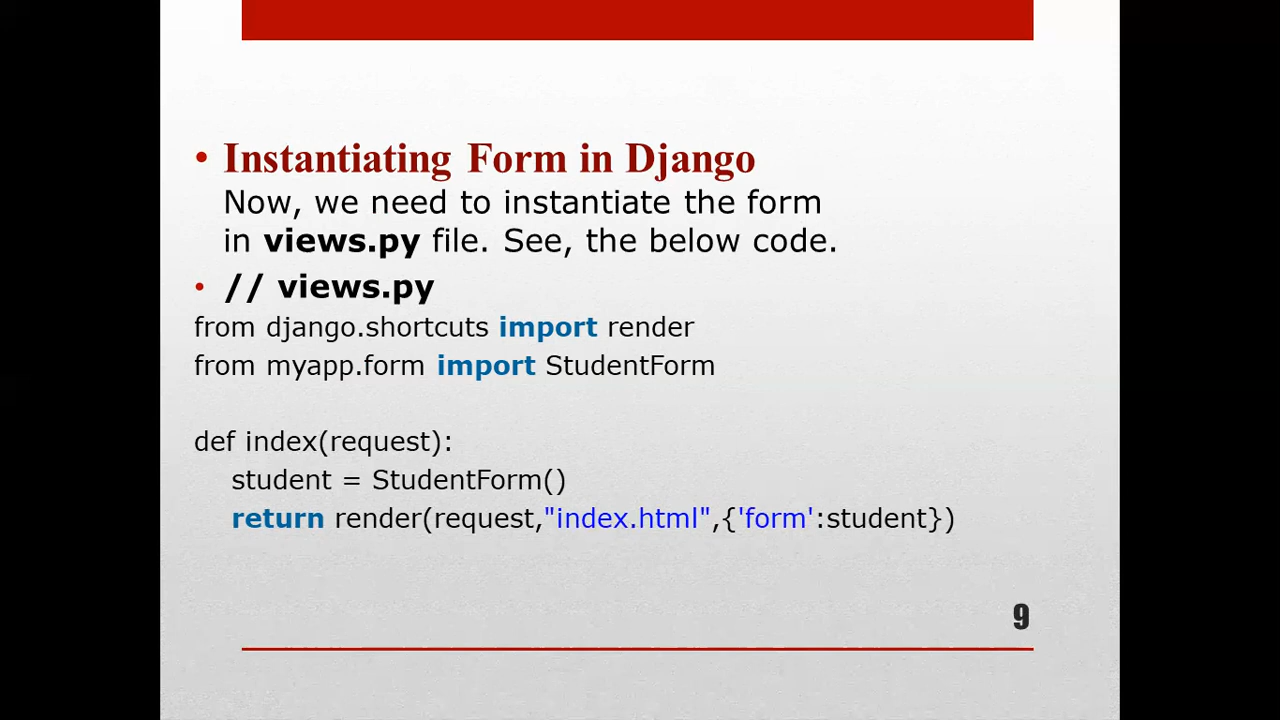 • Instantiating Form in Django
Now, we need to instantiate the form
in views.py file. See, the below code.
• // views.py
from django.shortcuts import render
from myapp.form import StudentForm
def index(request):
student = StudentForm()
return render(request,"index.html",{'form':student})
9